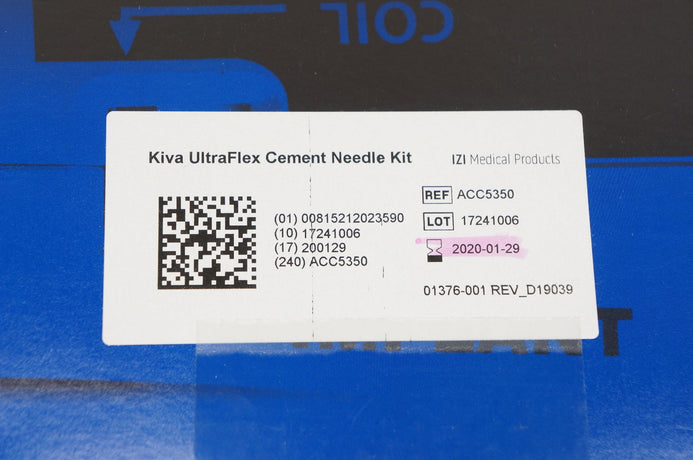 COIL
Kiva UltraFlex Cement Needle Kit
IZI Medical Products
REF ACC5350
(01) 00815212023590
LOT 17241006
(10) 17241006
(17) 200129
2020-01-29
(240) ACC5350
01376-001 REV_D19039